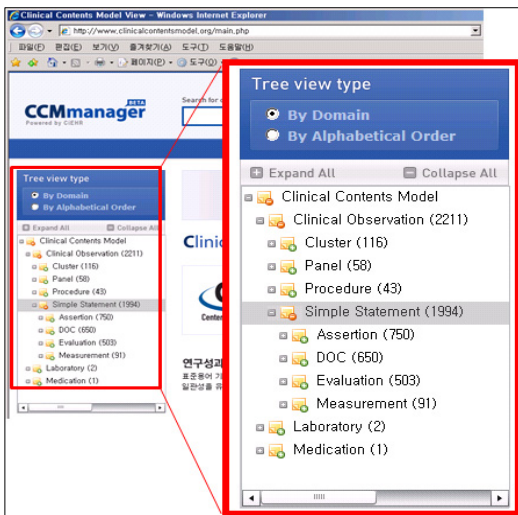 Clinical Contents Model View - Windows Internet Explorer
http://www.clinicalcontentsmodel.org/main.php
파일(F) 편집(E) 보기(V) 즐겨찾기(A) 도구(T) 도움말(H)
페이지(P) 도구(O)
BETA
CCMmanager
Powered by CiEHR
Search for
Tree view type
By Domain
By Alphabetical Order
Expand All Collapse All
Clinical Contents Model
Clinical Observation (2211)
Cluster (116)
Panel (58)
Procedure (43)
Simple Statement (1994)
Assertion (750)
DOC (650)
Evaluation (503)
Measurement (91)
Laboratory (2)
Medication (1)
Clinic
Cente
연구성과
표준용어 기
일관성을 유
Tree view type
By Domain
By Alphabetical Order
Expand All Collapse All
Clinical Contents Model
Clinical Observation (2211)
Cluster (116)
Panel (58)
Procedure (43)
Simple Statement (1994)
Assertion (750)
DOC (650)
Evaluation (503)
Measurement (91)
Laboratory (2)
Medication (1)